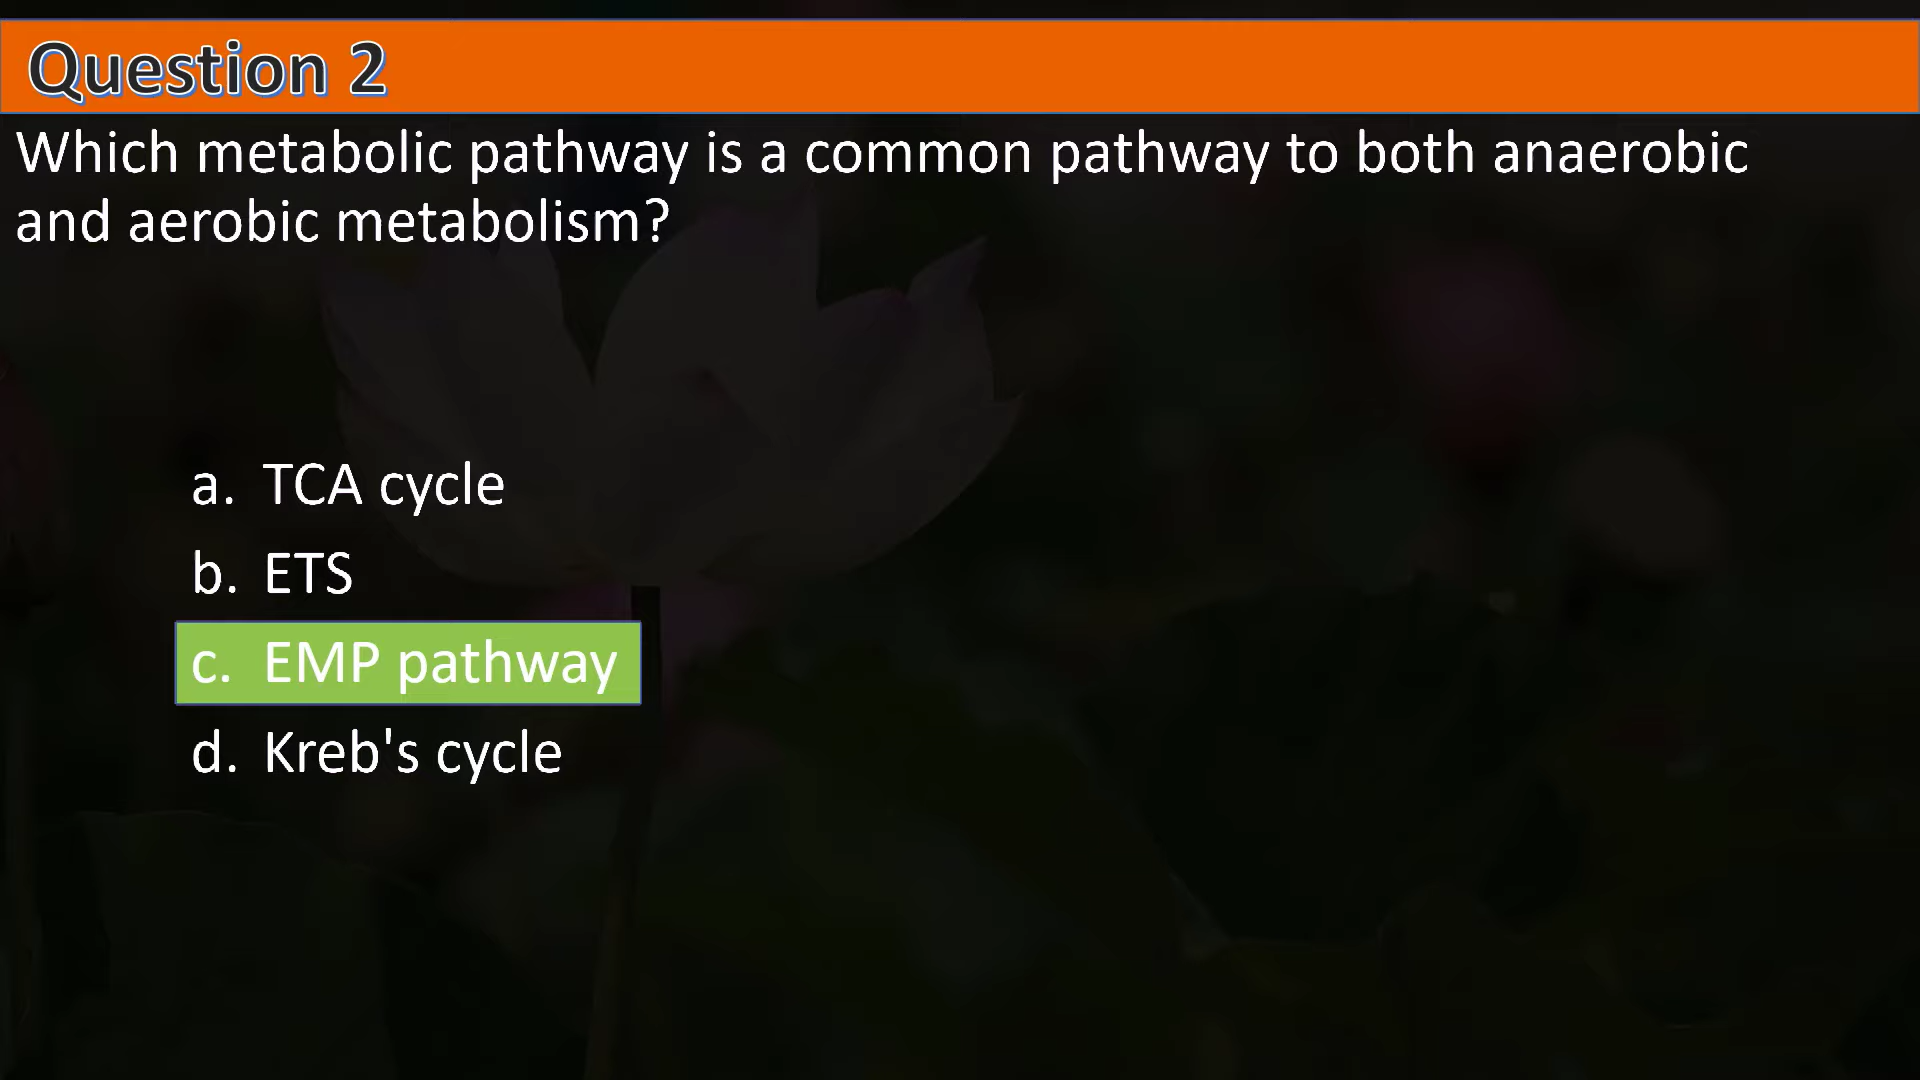 Question 2
Which metabolic pathway is a common pathway to both anaerobic
and aerobic metabolism?
a. TCA cycle
b. ETS
c. EMP pathway
d. Kreb's cycle